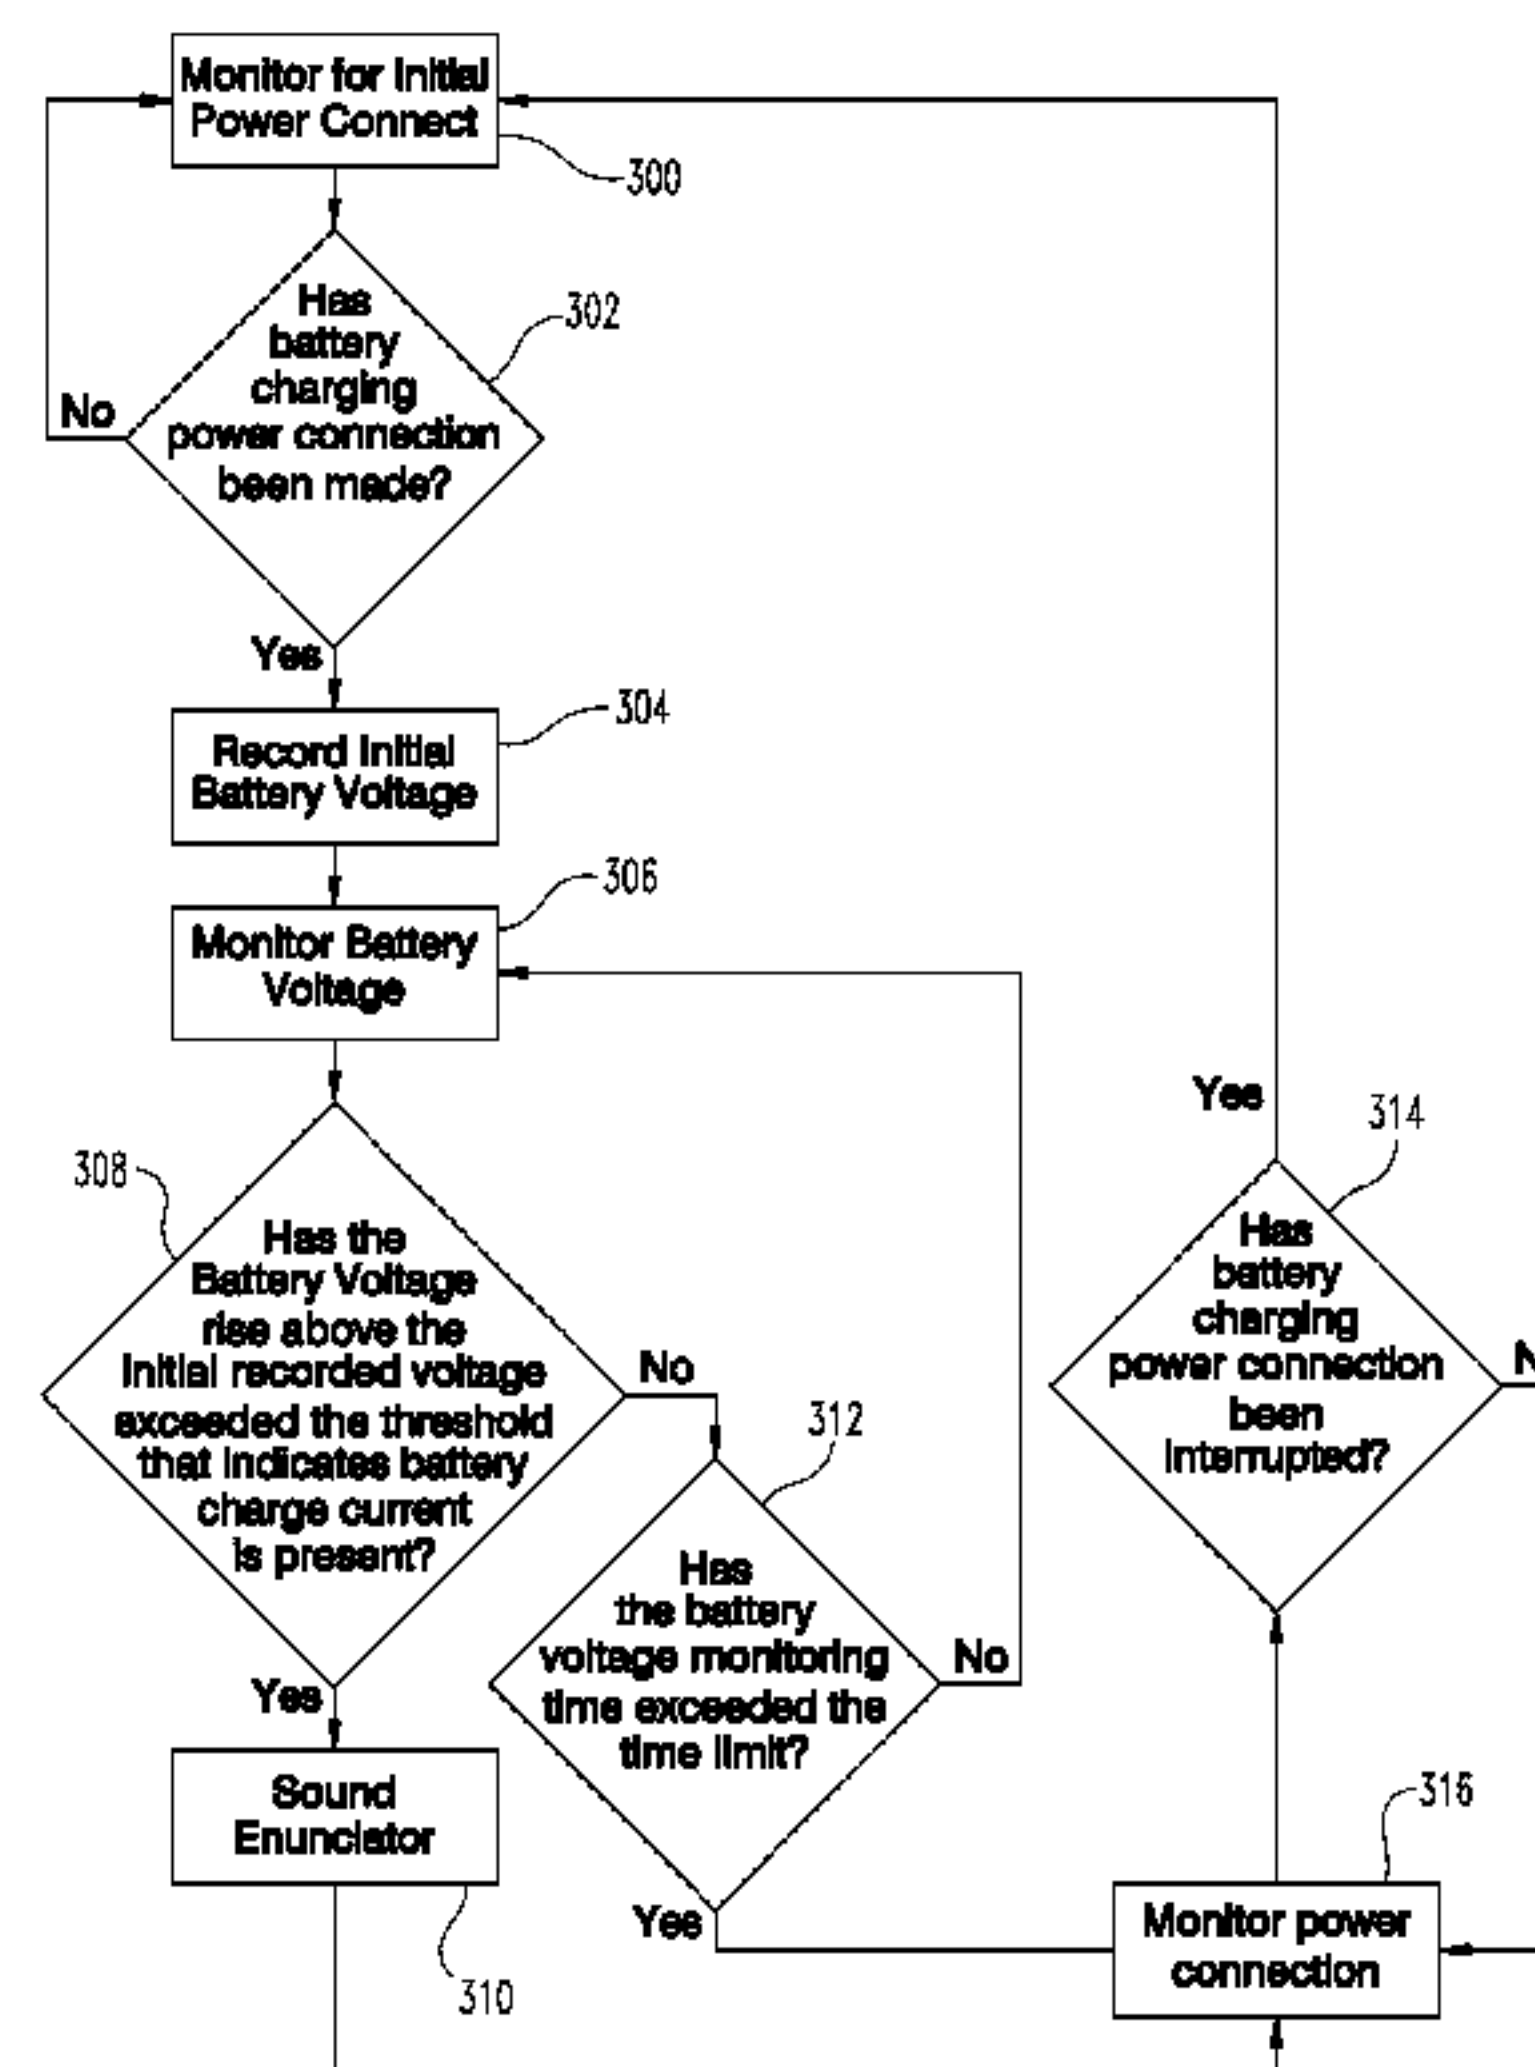 Monitor for Initial
Power Connect
300
Has
battery
charging
power connection
been made?
302
No
Yes
Record Initial
Battery Voltage
304
Monitor Battery
Voltage
306
308
Has the
Battery Voltage
rise above the
initial recorded voltage
exceeded the threshold
that indicates battery
charge current
is present?
No
Yes
312
Has
the battery
voltage monitoring
time exceeded the
time limit?
No
Yes
Sound
Enunciator
310
Yes
314
Has
battery
charging
power connection
been
interrupted?
316
Monitor power
connection